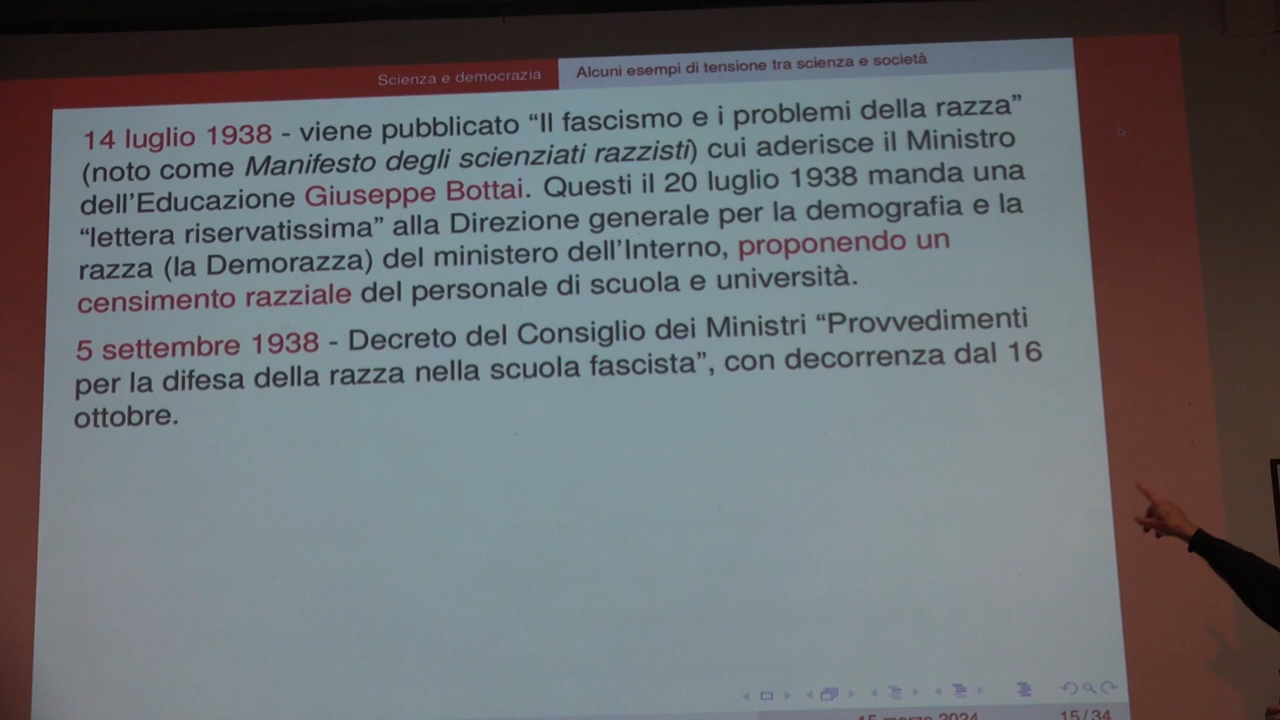 Scienza e democrazia
Alcuni esempi di tensione tra scienza e società
14 luglio 1938 - viene pubblicato “Il fascismo e i problemi della razza”
(noto come Manifesto degli scienziati razzisti) cui aderisce il Ministro
dell’Educazione Giuseppe Bottai. Questi il 20 luglio 1938 manda una
“lettera riservatissima” alla Direzione generale per la demografia e la
razza (la Demorazza) del ministero dell’Interno, proponendo un
censimento razziale del personale di scuola e università.
5 settembre 1938 - Decreto del Consiglio dei Ministri “Provvedimenti
per la difesa della razza nella scuola fascista”, con decorrenza dal 16
ottobre.
15 marzo 2024
15/34